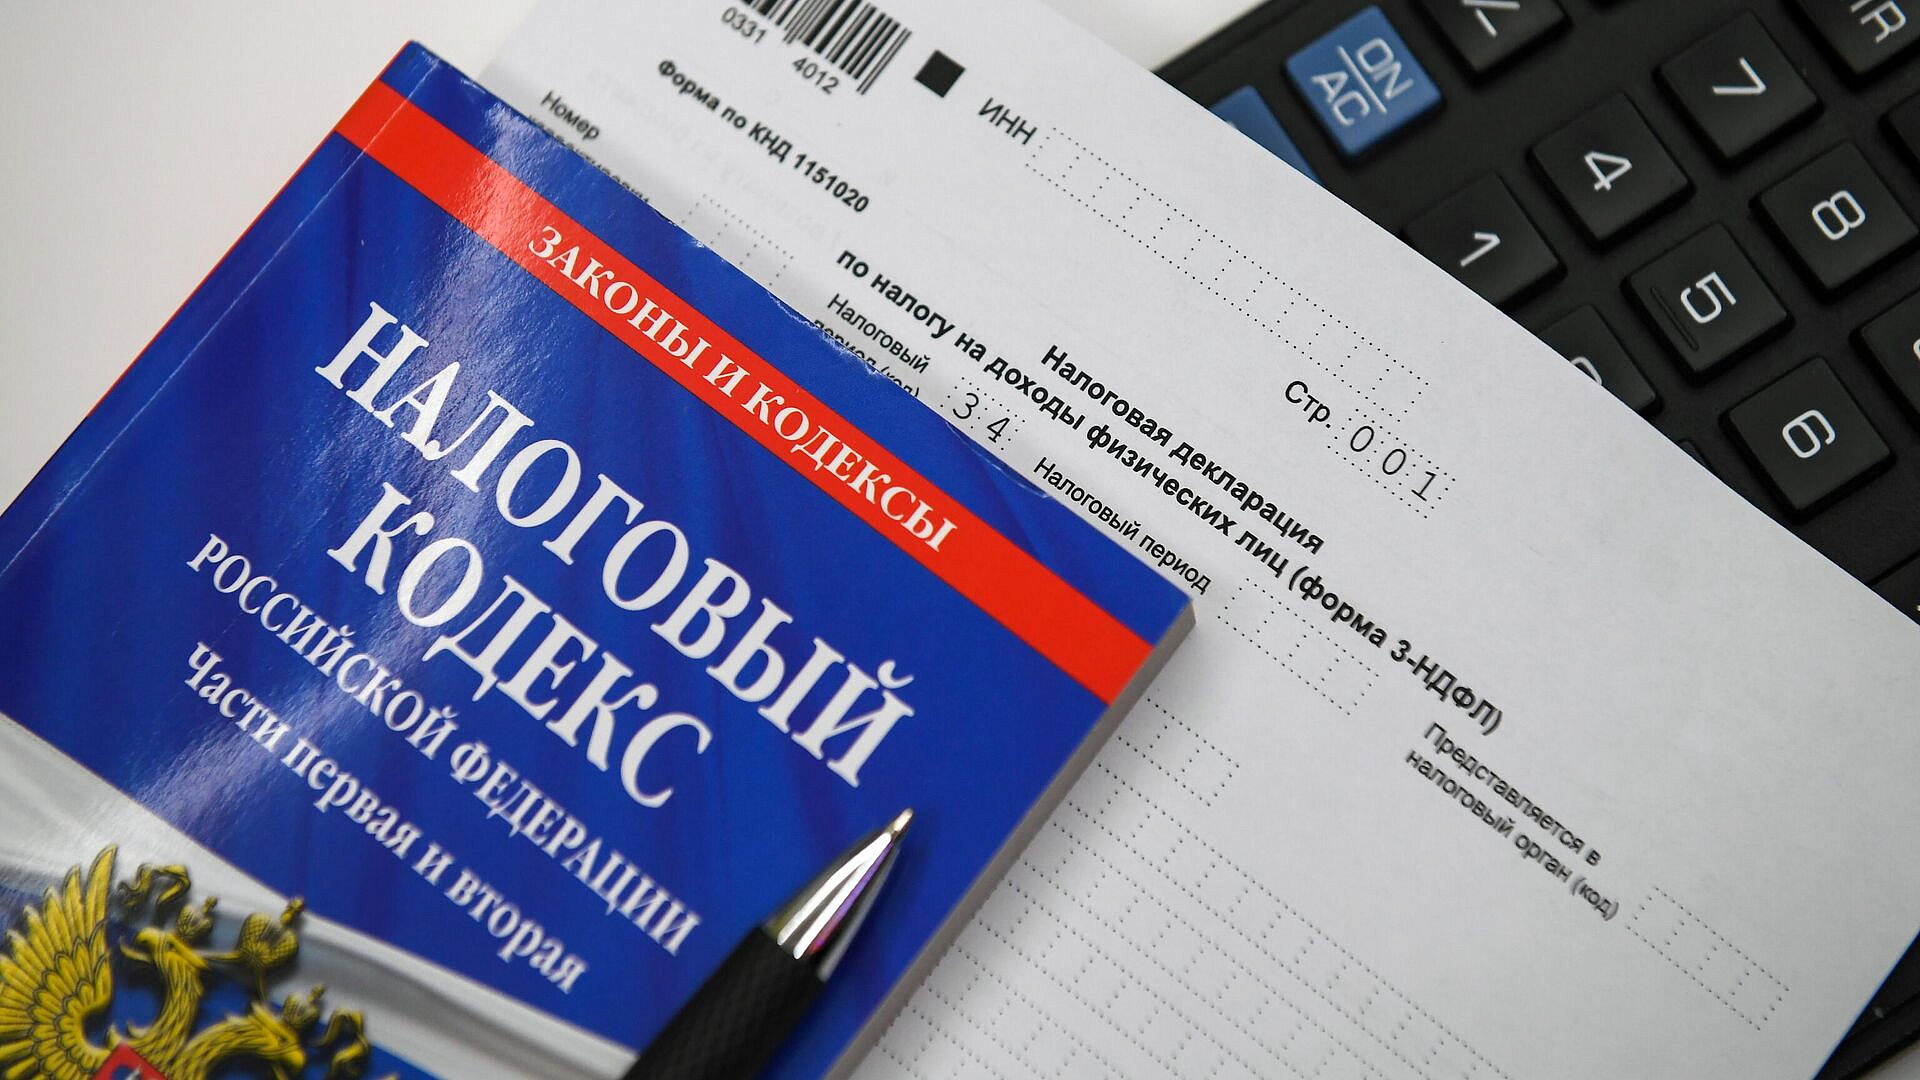 ЗАКОНЫ И КОДЕКСЫ
НАЛОГОВЫЙ
КОДЕКС
РОССИЙСКОЙ ФЕДЕРАЦИИ
Части первая и вторая
0331
4012
ИНН
Стр. 001
Форма по КНД 1151020
Номер
Налоговая декларация
по налогу на доходы физических лиц (форма 3-НДФЛ)
Налоговый
период (код)
34
Налоговый период
Представляется в
налоговый орган (код)
ON
AC
7
4
8
1
5
6